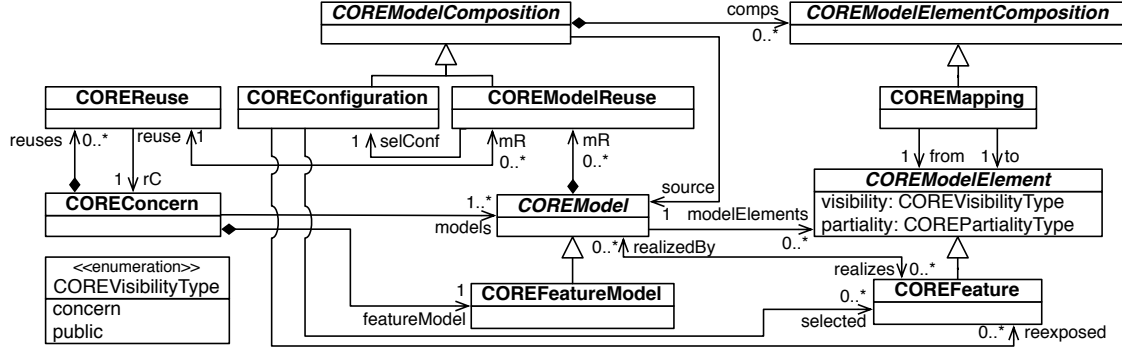 COREModelComposition
comps
0..*
COREModelElementComposition
COREReuse
COREConfiguration
COREModelReuse
COREMapping
reuses
0..*
reuse
1
1
selConf
mR
0..*
mR
0..*
1
from
1
to
1
rC
source
1
COREModelElement
visibility: COREVisibilityType
partiality: COREPartialityType
COREConcern
1..*
models
COREModel
modelElements
0..*
0..*
realizedBy
realizes
0..*
<<enumeration>>
COREVisibilityType
concern
public
1
featureModel
COREFeatureModel
0..*
selected
COREFeature
0..*
reexposed